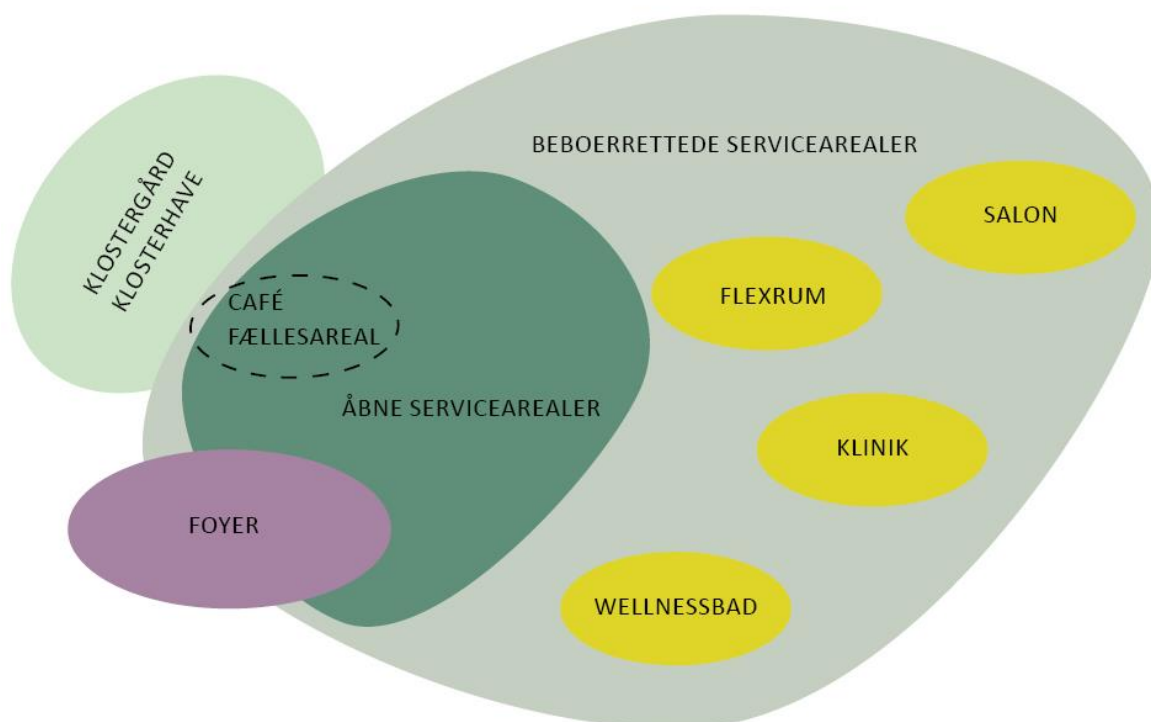 BEBOERRETTEDE SERVICEAREALER
KLOSTERGÅRD
KLOSTERHAVE
SALON
FLEXRUM
CAFÉ
FÆLLESAREAL
ÅBNE SERVICEAREALER
KLINIK
FOYER
WELLNESSBAD